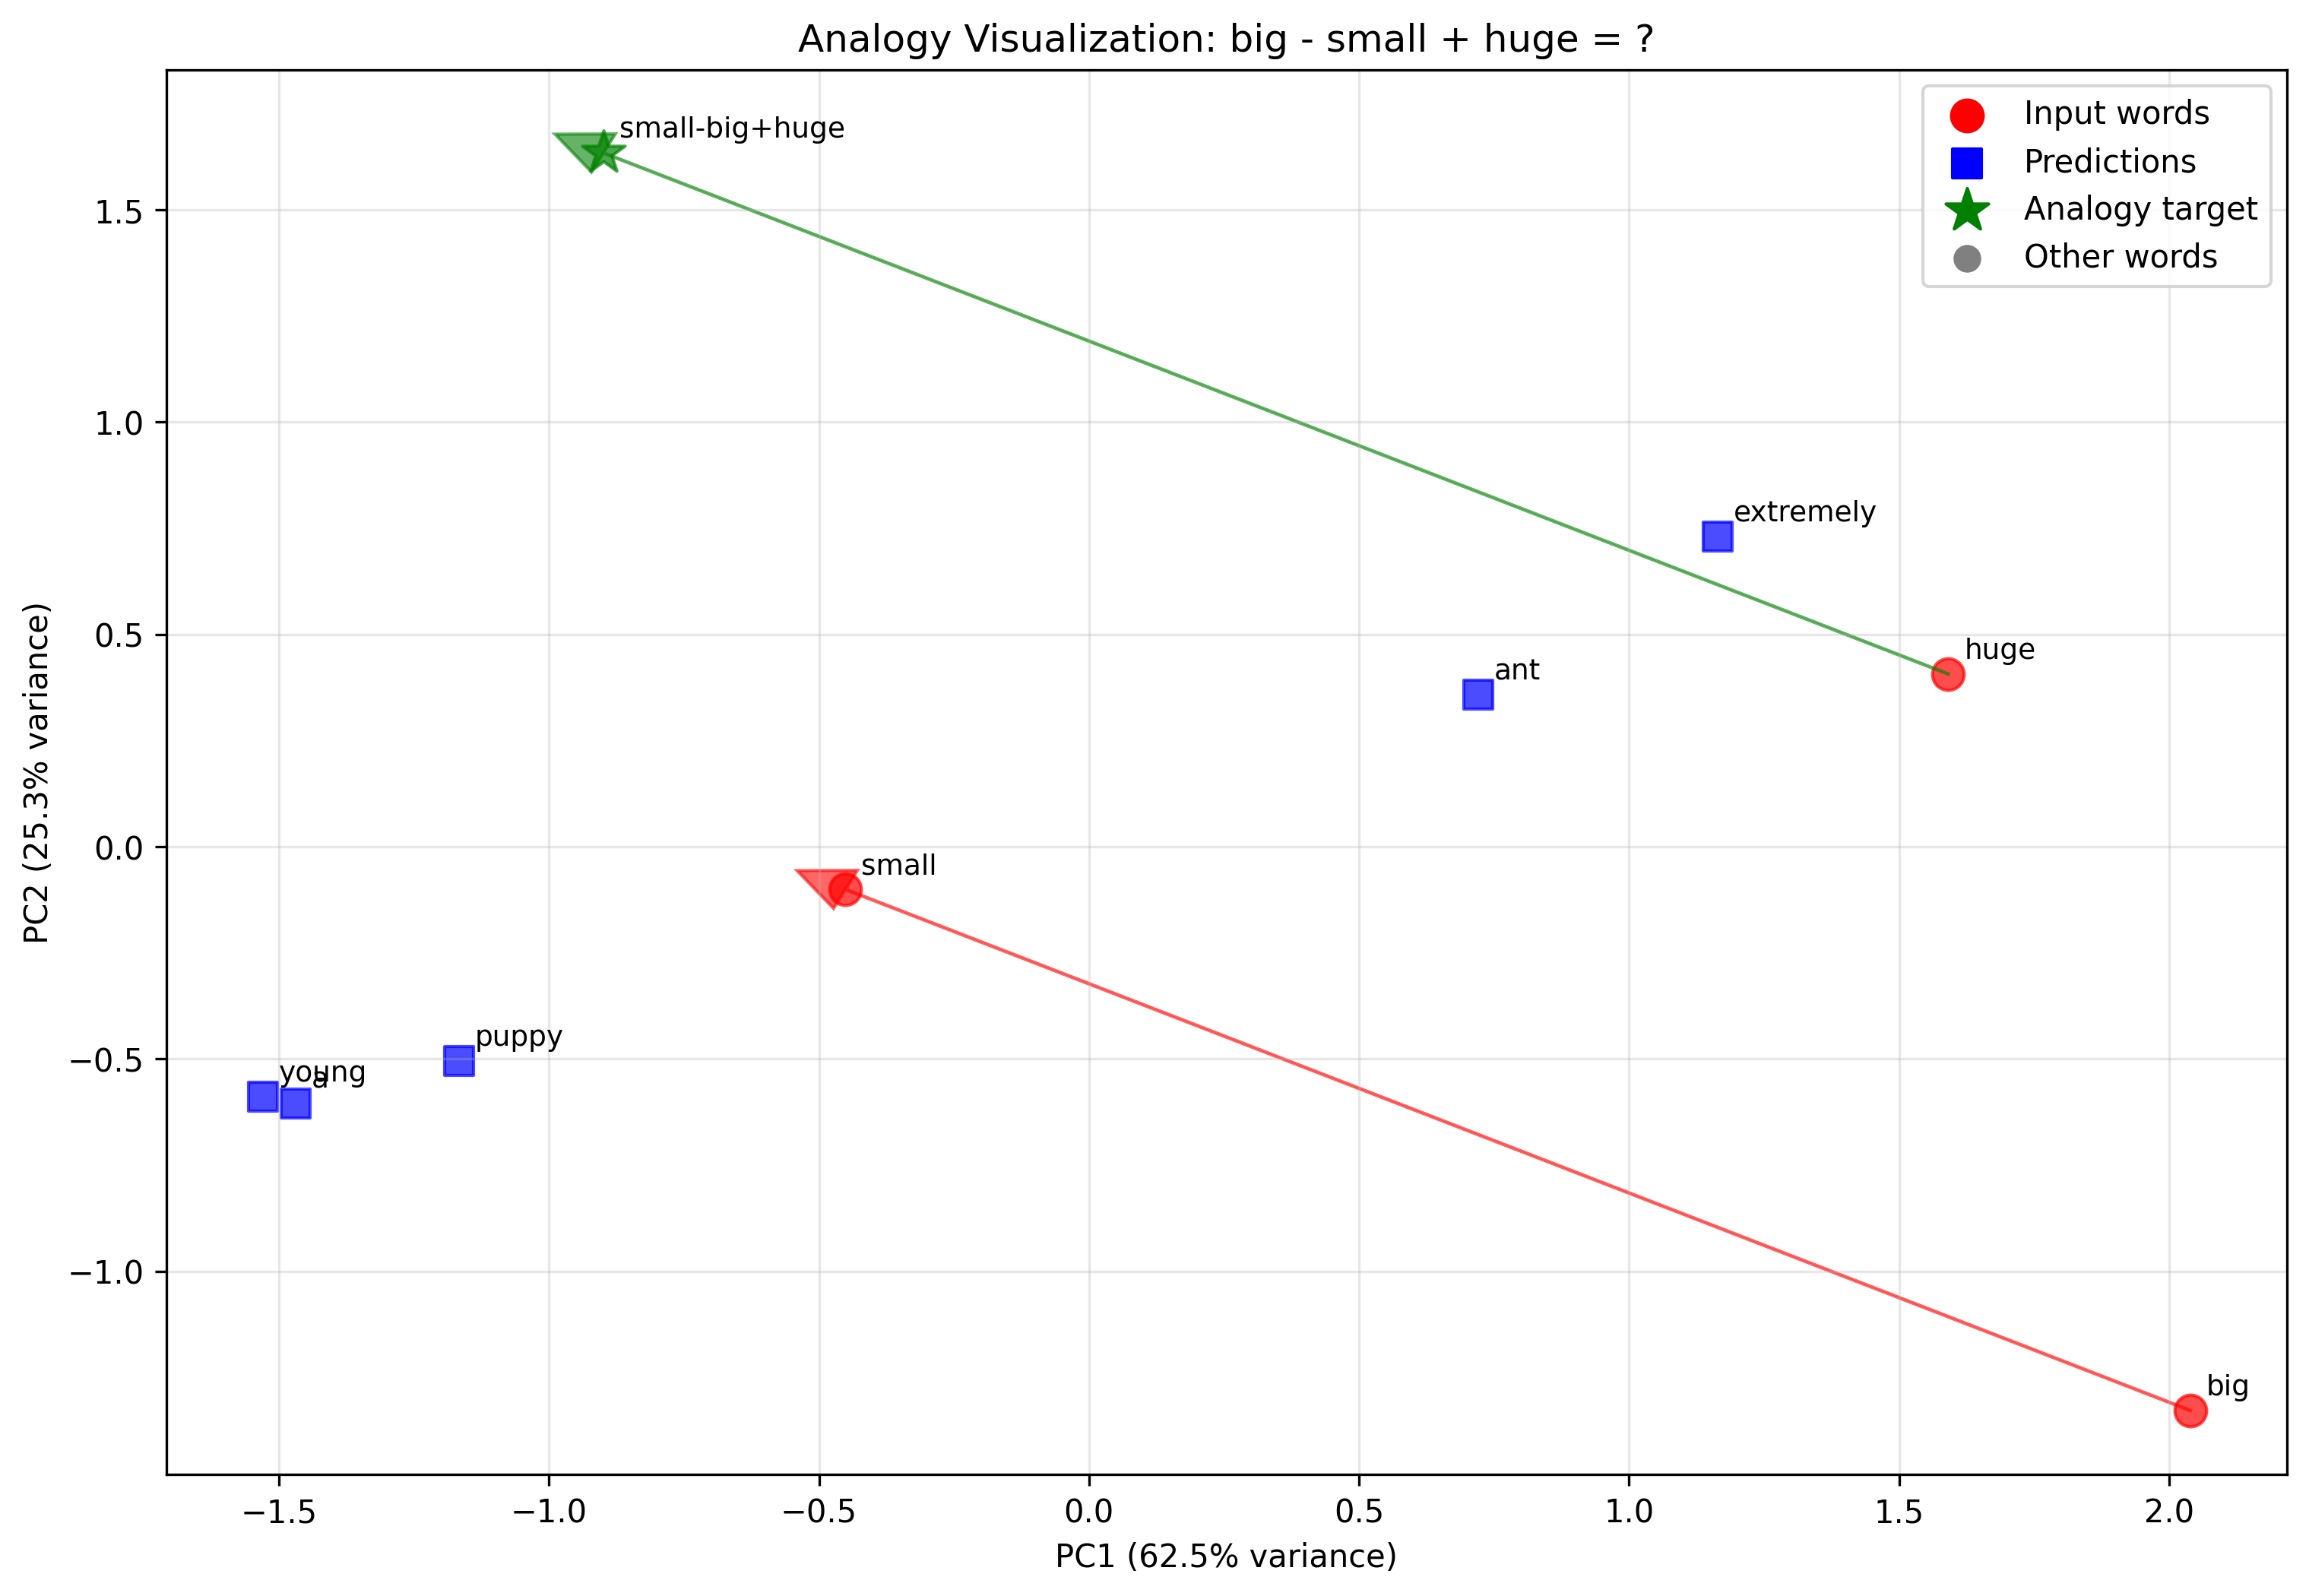 Analogy Visualization: big - small + huge = ?
small-big+huge
Input words
Predictions
Analogy target
Other words
extremely
huge
ant
small
puppy
young
a
big
1.5
1.0
0.5
0.0
−0.5
−1.0
PC2 (25.3% variance)
−1.5
−1.0
−0.5
0.0
0.5
1.0
1.5
2.0
PC1 (62.5% variance)